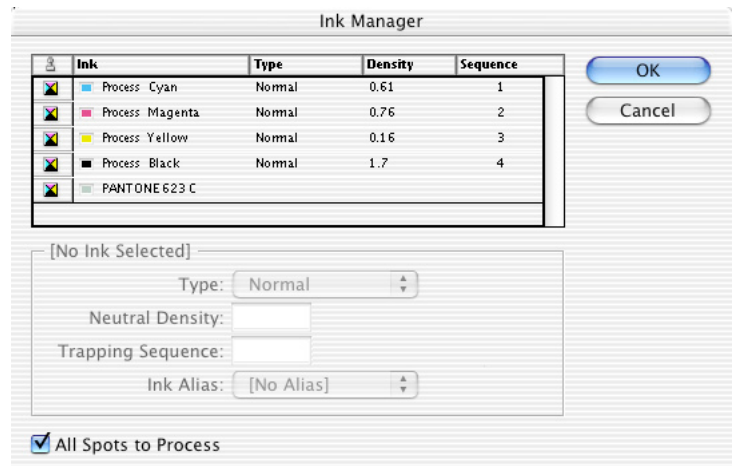 Ink Manager
Ink Type Density Sequence
Process Cyan Normal 0.61 1
Process Magenta Normal 0.76 2
Process Yellow Normal 0.16 3
Process Black Normal 1.7 4
PANTONE 623 C
OK
Cancel
[No Ink Selected]
Type: Normal
Neutral Density:
Trapping Sequence:
Ink Alias: [No Alias]
All Spots to Process